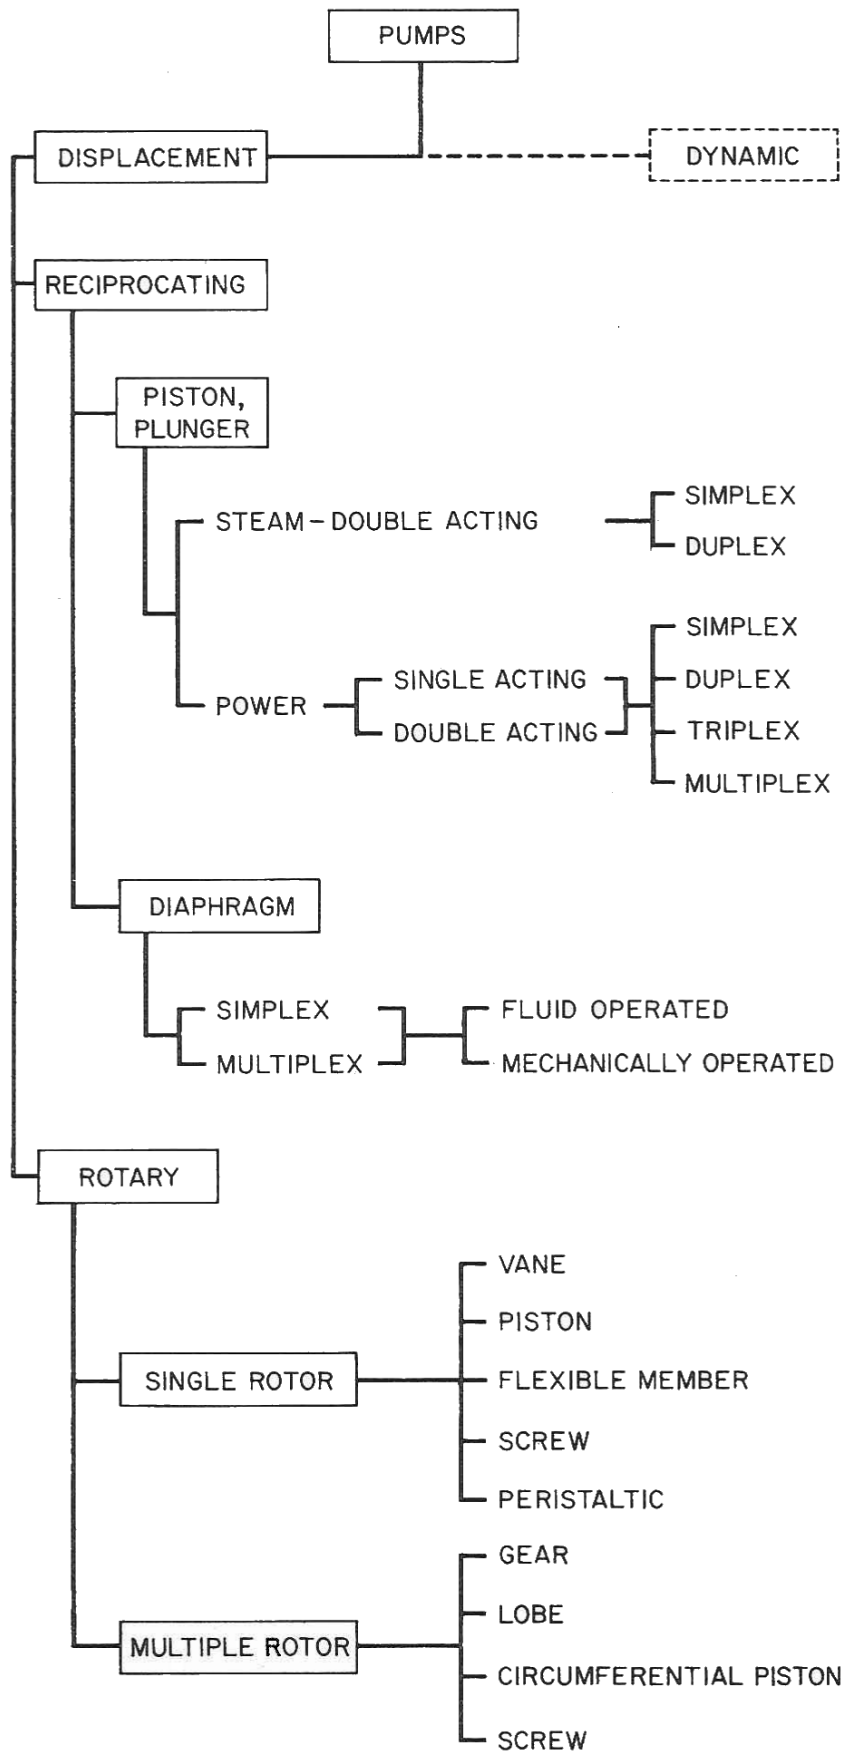 PUMPS
DISPLACEMENT
DYNAMIC
RECIPROCATING
PISTON,
PLUNGER
STEAM-DOUBLE ACTING
SIMPLEX
DUPLEX
POWER
SINGLE ACTING
DOUBLE ACTING
SIMPLEX
DUPLEX
TRIPLEX
MULTIPLEX
DIAPHRAGM
SIMPLEX
MULTIPLEX
FLUID OPERATED
MECHANICALLY OPERATED
ROTARY
SINGLE ROTOR
VANE
PISTON
FLEXIBLE MEMBER
SCREW
PERISTALTIC
MULTIPLE ROTOR
GEAR
LOBE
CIRCUMFERENTIAL PISTON
SCREW